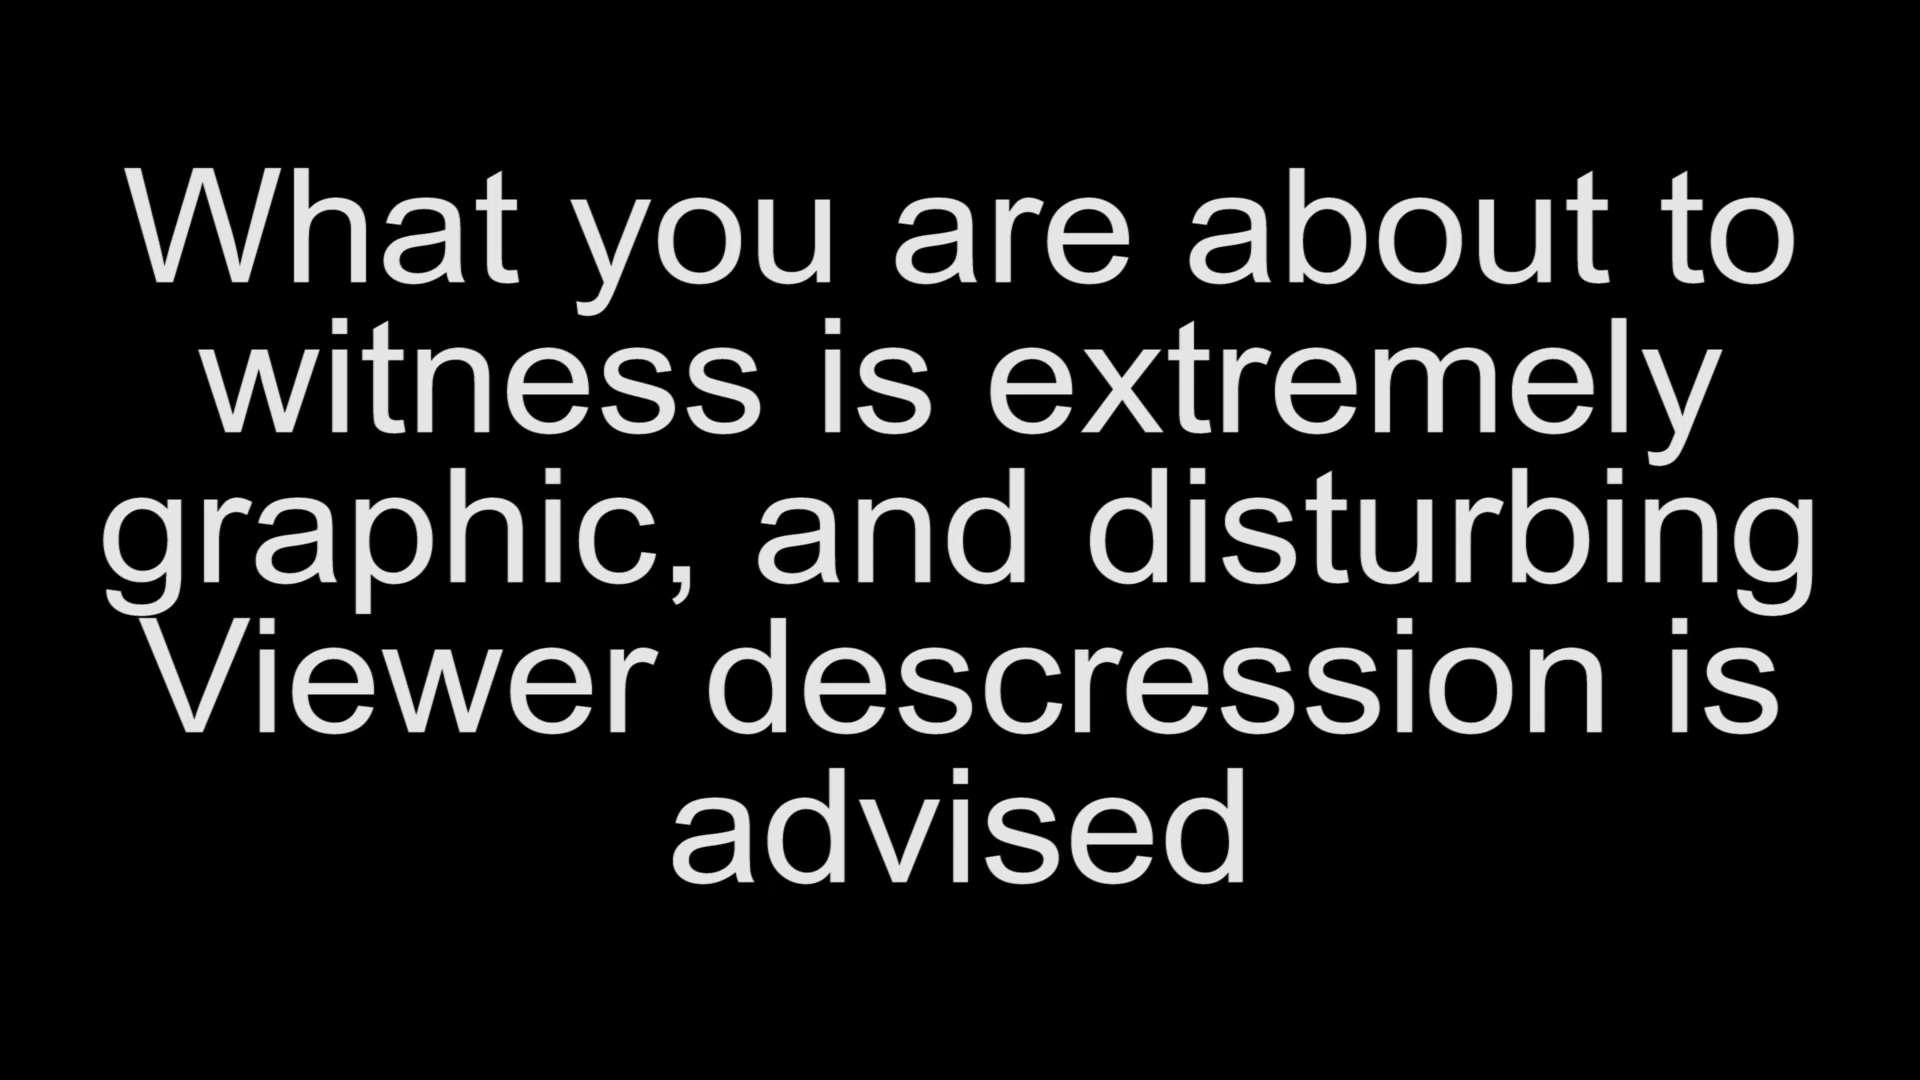 What you are about to
witness is extremely
graphic, and disturbing
Viewer descression is
advised